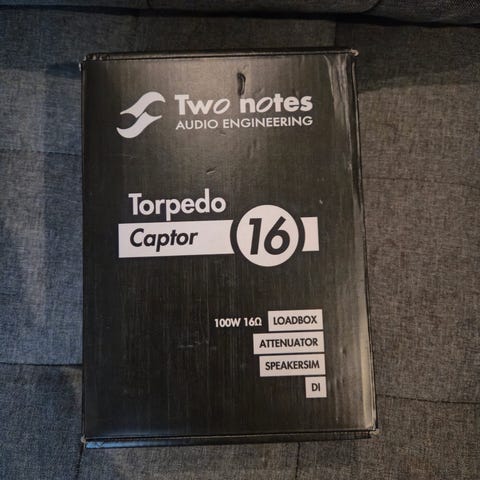 Two notes
AUDIO ENGINEERING
Torpedo
Captor 16
100W 16Ω LOADBOX
ATTENUATOR
SPEAKERSIM
DI